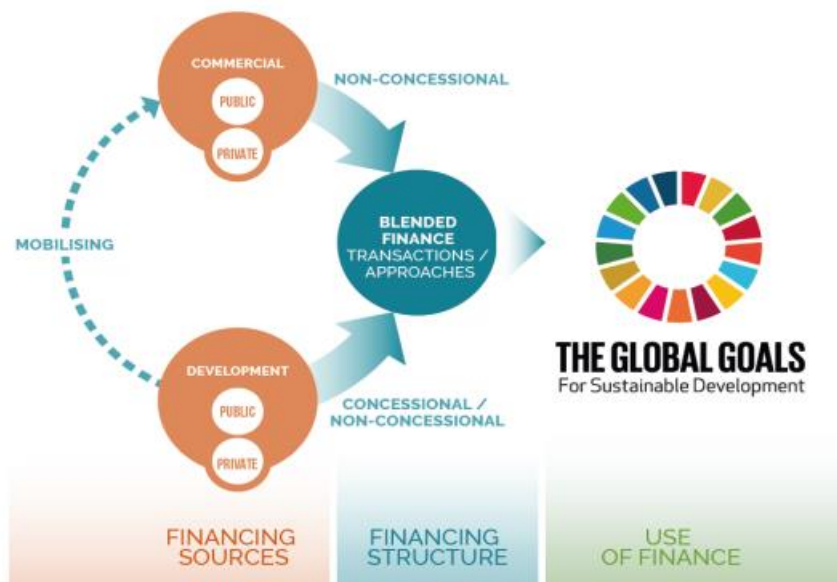 COMMERCIAL
PUBLIC
PRIVATE
NON-CONCESSIONAL
MOBILISING
BLENDED
FINANCE
TRANSACTIONS /
APPROACHES
DEVELOPMENT
PUBLIC
PRIVATE
CONCESSIONAL /
NON-CONCESSIONAL
THE GLOBAL GOALS
For Sustainable Development
FINANCING
SOURCES
FINANCING
STRUCTURE
USE
OF FINANCE